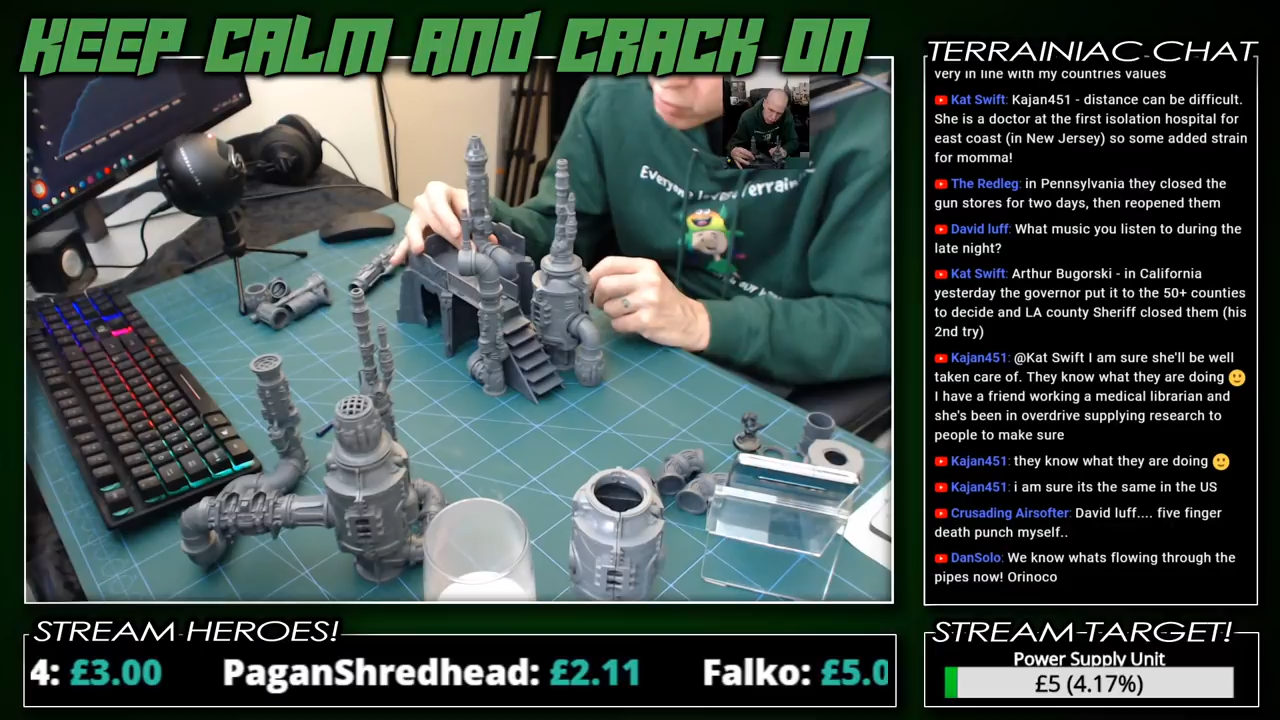 KEEP CALM AND CRACK ON
TERRAINIAC CHAT
very in line with my countries values
Kat Swift: Kajan451 - distance can be difficult.
She is a doctor at the first isolation hospital for
east coast (in New Jersey) so some added strain
for momma!
The Redleg: in Pennsylvania they closed the
gun stores for two days, then reopened them
David luff: What music you listen to during the
late night?
Kat Swift: Arthur Bugorski - in California
yesterday the governor put it to the 50+ counties
to decide and LA county Sheriff closed them (his
2nd try)
Kajan451: @Kat Swift I am sure she'll be well
taken care of. They know what they are doing 🙂
I have a friend working a medical librarian and
she's been in overdrive supplying research to
people to make sure
Kajan451: they know what they are doing 🙂
Kajan451: i am sure its the same in the US
Crusading Airsofter: David luff.... five finger
death punch myself..
DanSolo: We know whats flowing through the
pipes now! Orinoco
STREAM HEROES!
4: £3.00 PaganShredhead: £2.11 Falko: £5.0
STREAM TARGET!
Power Supply Unit
£5 (4.17%)